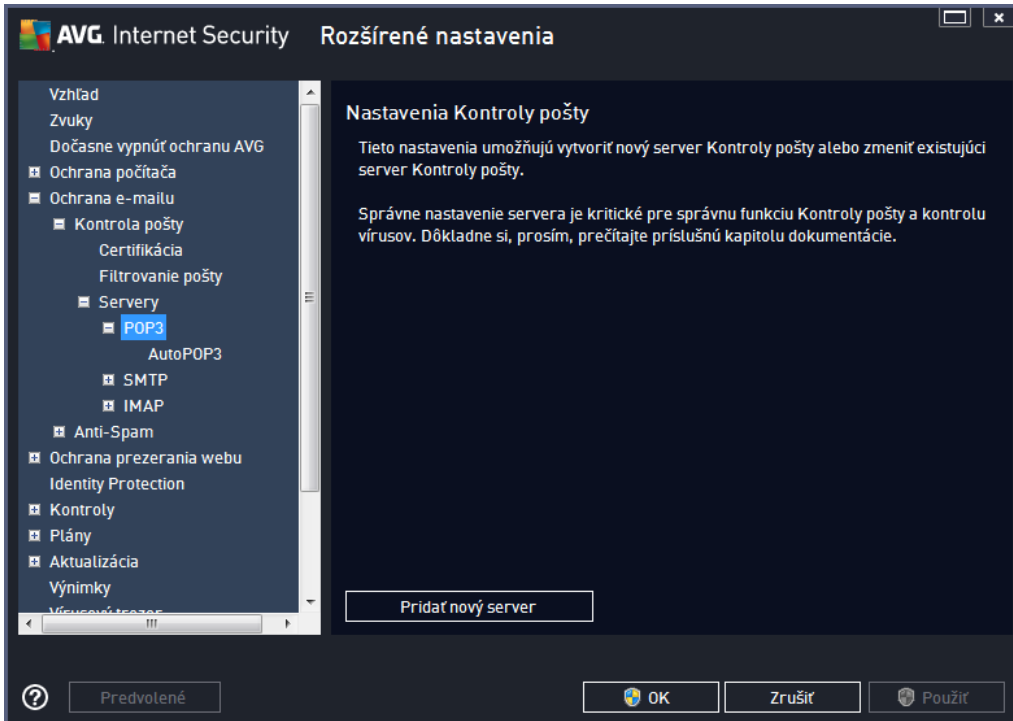 AVG. Internet Security Rozšírené nastavenia
Vzhľad
Zvuky
Dočasne vypnúť ochranu AVG
Ochrana počítača
Ochrana e-mailu
Kontrola pošty
Certifikácia
Filtrovanie pošty
Servery
POP3
AutoPOP3
SMTP
IMAP
Anti-Spam
Ochrana prezerania webu
Identity Protection
Kontroly
Plány
Aktualizácia
Výnimky
Vírusový trezor
Nastavenia Kontroly pošty
Tieto nastavenia umožňujú vytvoriť nový server Kontroly pošty alebo zmeniť existujúci
server Kontroly pošty.
Správne nastavenie servera je kritické pre správnu funkciu Kontroly pošty a kontrolu
vírusov. Dôkladne si, prosím, prečítajte príslušnú kapitolu dokumentácie.
Pridať nový server
Predvolené
OK
Zrušiť
Použiť